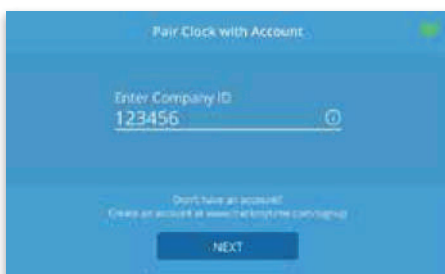 Pair Clock with Account
Enter Company ID
123456
Don't have an account?
Create an account at
NEXT